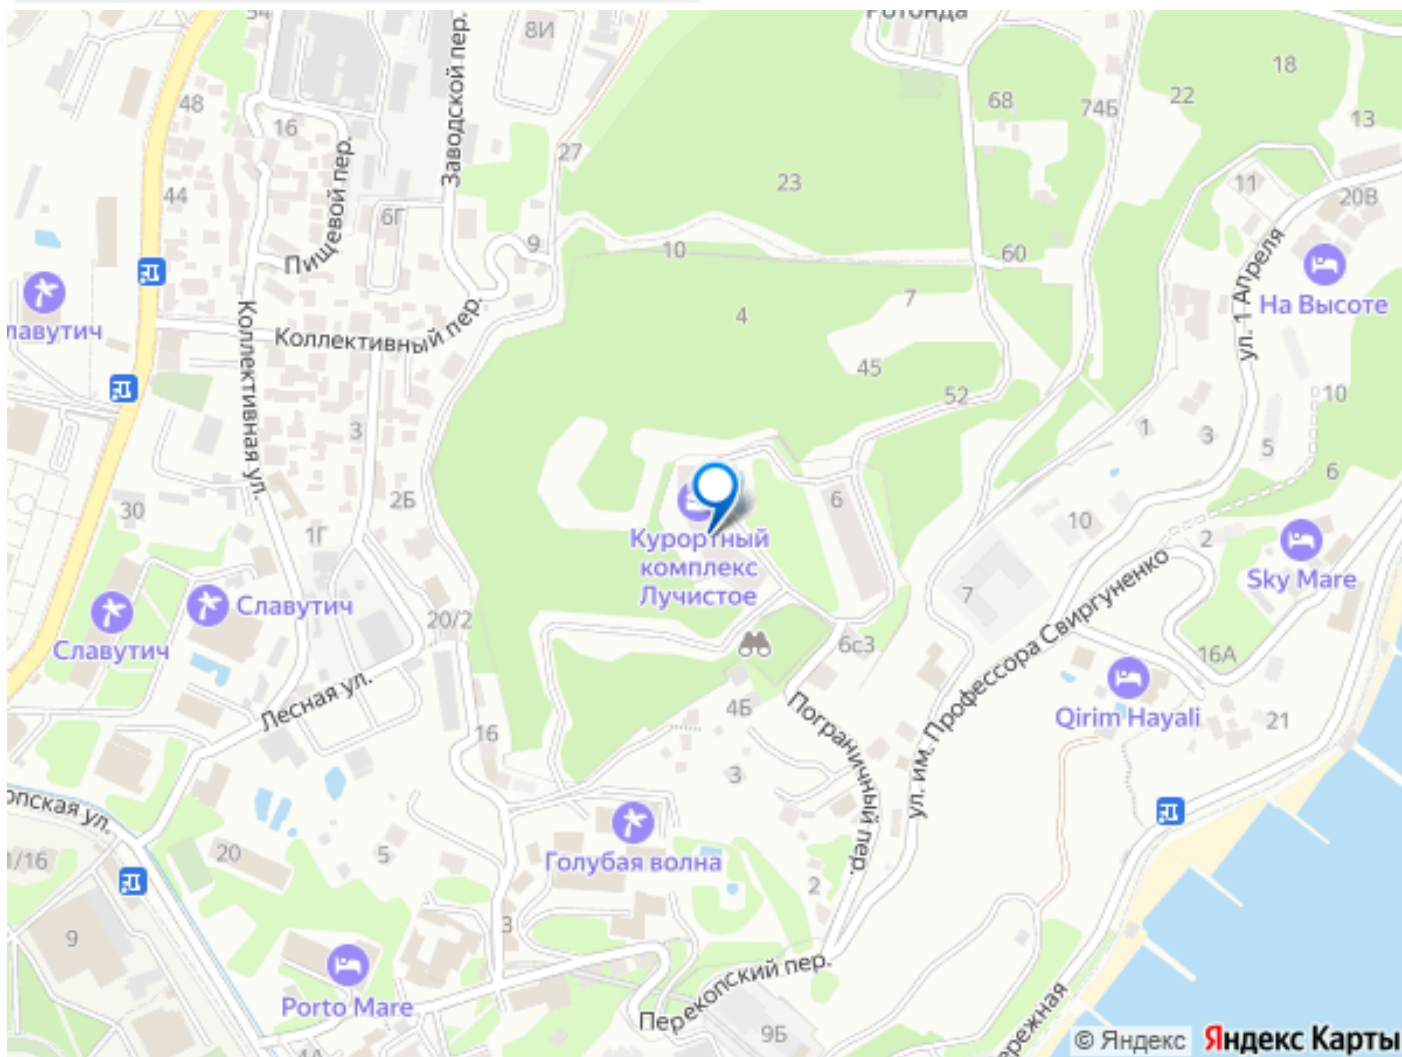 Ротонда
34
8И
18
48
Заводской пер.
68
74Б
22
13
16
27
23
44
Пищевой пер.
6Г
11
20В
9
10
60
ул. 1 Апреля
7
На Высоте
лавутич
Коллективный пер.
4
Коллективная ул.
45
52
10
3
1
3
5
6
2Б
30
1Г
6
10
2
Курортный
комплекс
Лучистое
Sky Mare
7
Славутич
20/2
Славутич
6с3
16А
ул. им. Профессора Свиргуненко
Лесная ул.
4Б
Пограничный пер.
Qirim Hayali
21
16
3
опская ул.
1/16
20
5
Голубая волна
2
3
9
Перекопский пер.
Porto Mare
9Б
4А
ережная
© Яндекс Яндекс Карты